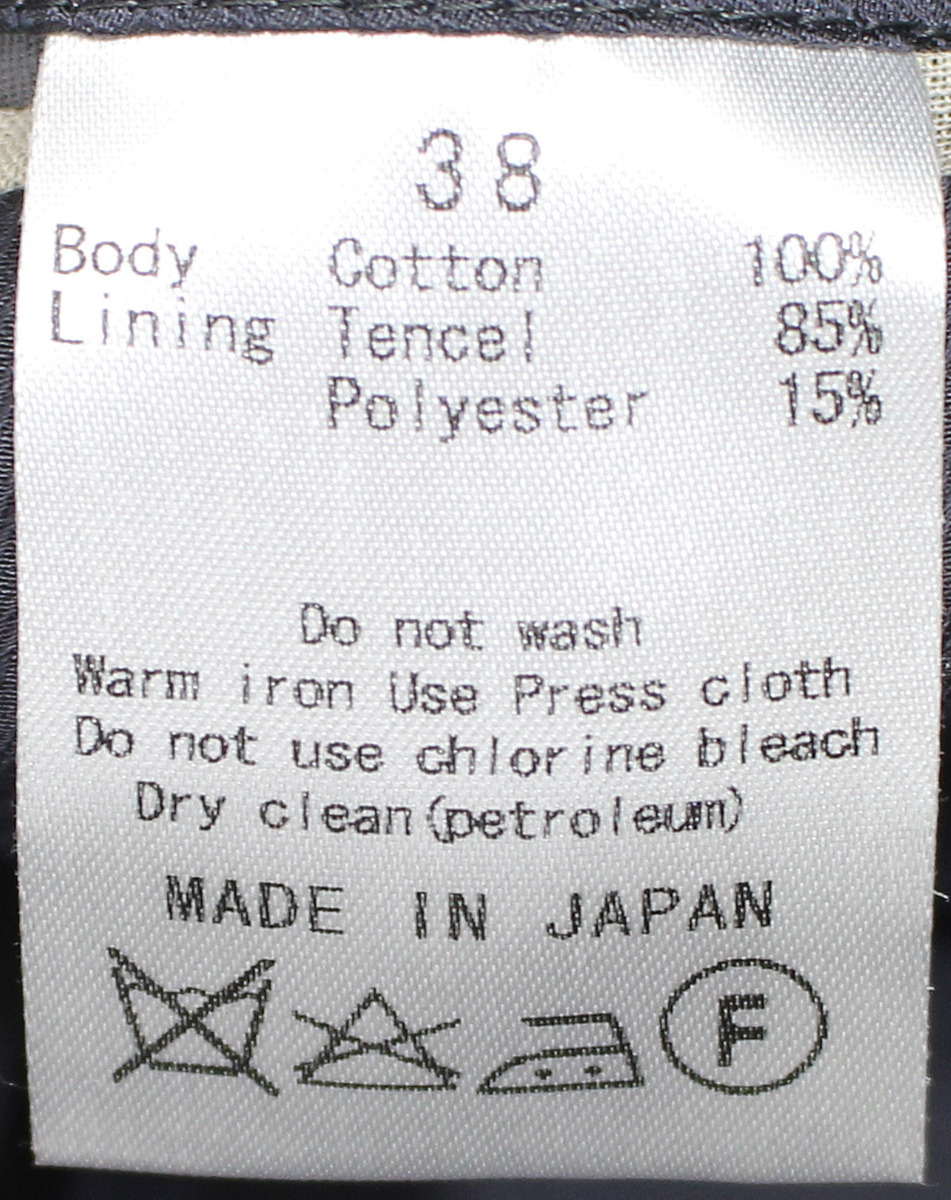 38
Body Cotton 100%
Lining Tencel 85%
Polyester 15%
Do not wash
Warm iron Use Press cloth
Do not use chlorine bleach
Dry clean(petroleum)
MADE IN JAPAN
F